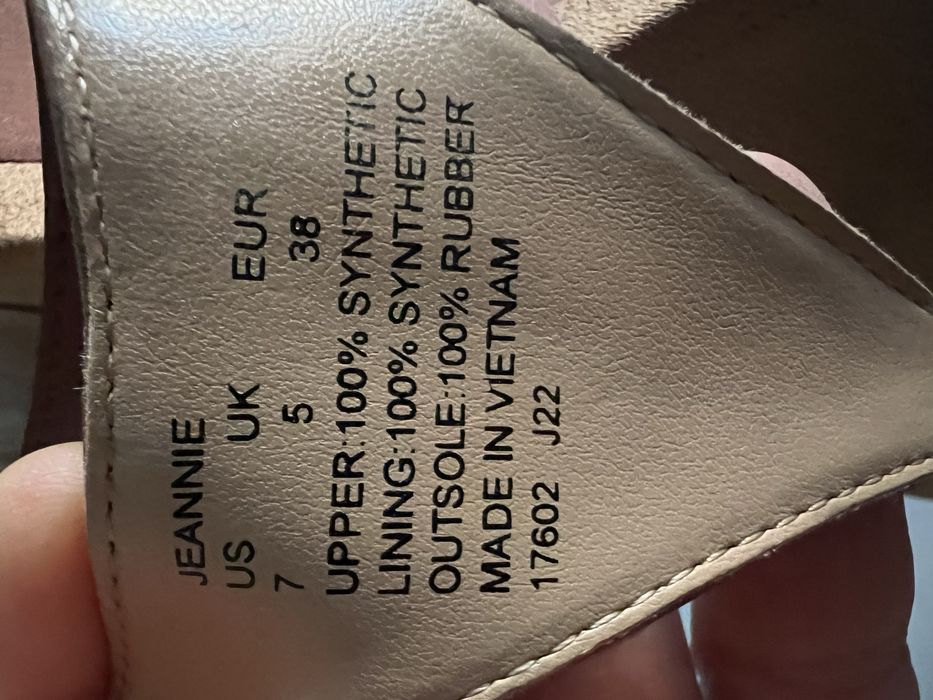 JEANNIE
US UK EUR
7 5 38
UPPER:100% SYNTHETIC
LINING:100% SYNTHETIC
OUTSOLE:100% RUBBER
MADE IN VIETNAM
17602 J22